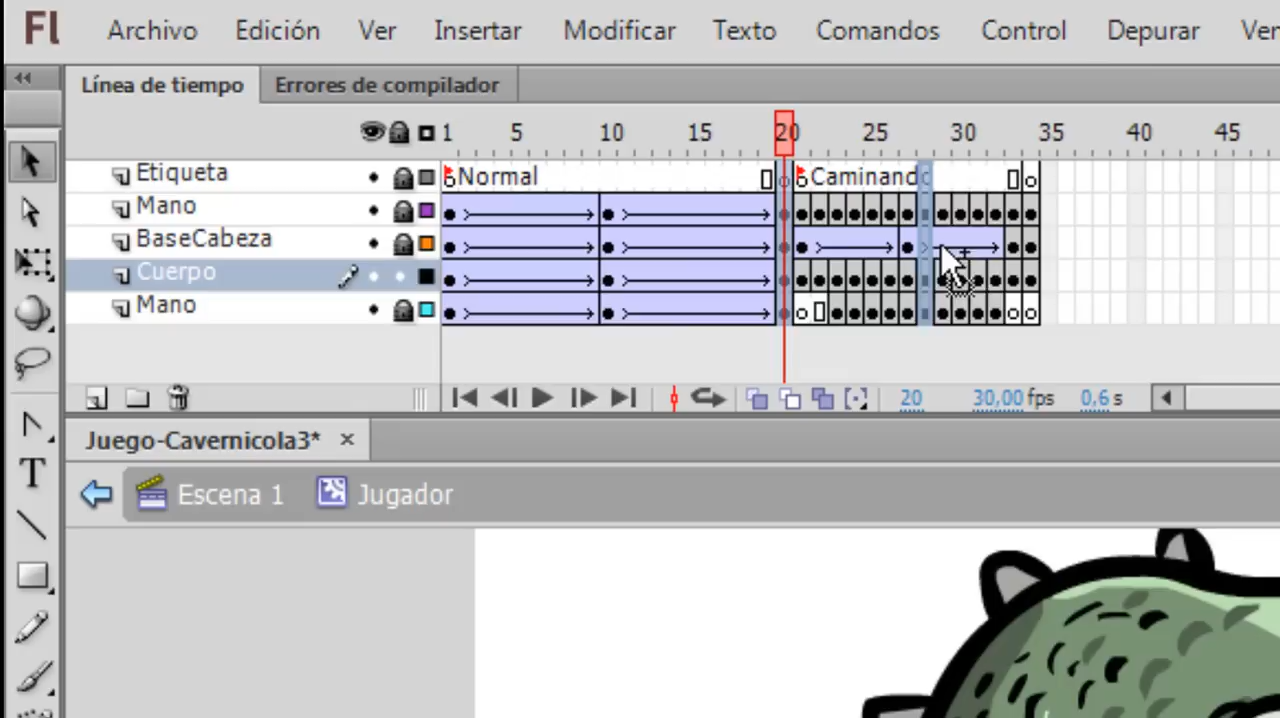 Fl Archivo Edición Ver Insertar Modificar Texto Comandos Control Depurar Ver
Línea de tiempo Errores de compilador
1 5 10 15 20 25 30 35 40 45
Etiqueta Normal Caminando
Mano
BaseCabeza
Cuerpo
Mano
20 30,00 fps 0,6 s
Juego-Cavernicola3*
Escena 1 Jugador
T